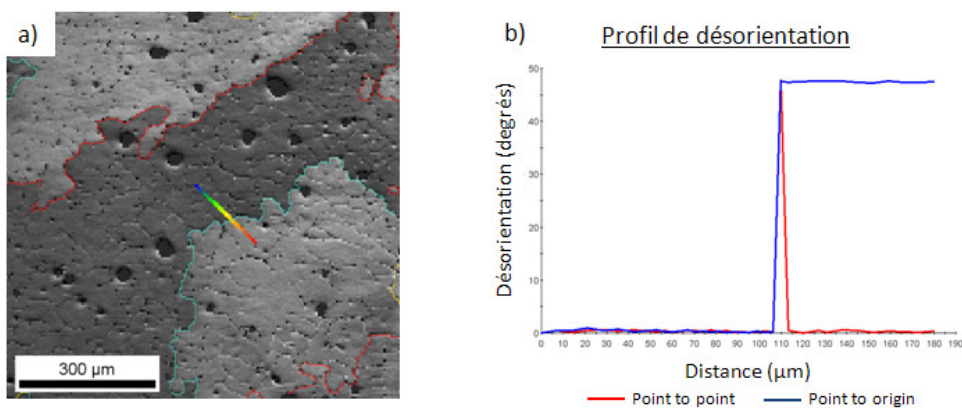 a)
300 µm
b)
Profil de désorientation
Désorientation (degrés)
50
40
30
20
10
0
0 10 20 30 40 50 60 70 80 90 100 110 120 130 140 150 160 170 180 190
Distance (µm)
Point to point
Point to origin